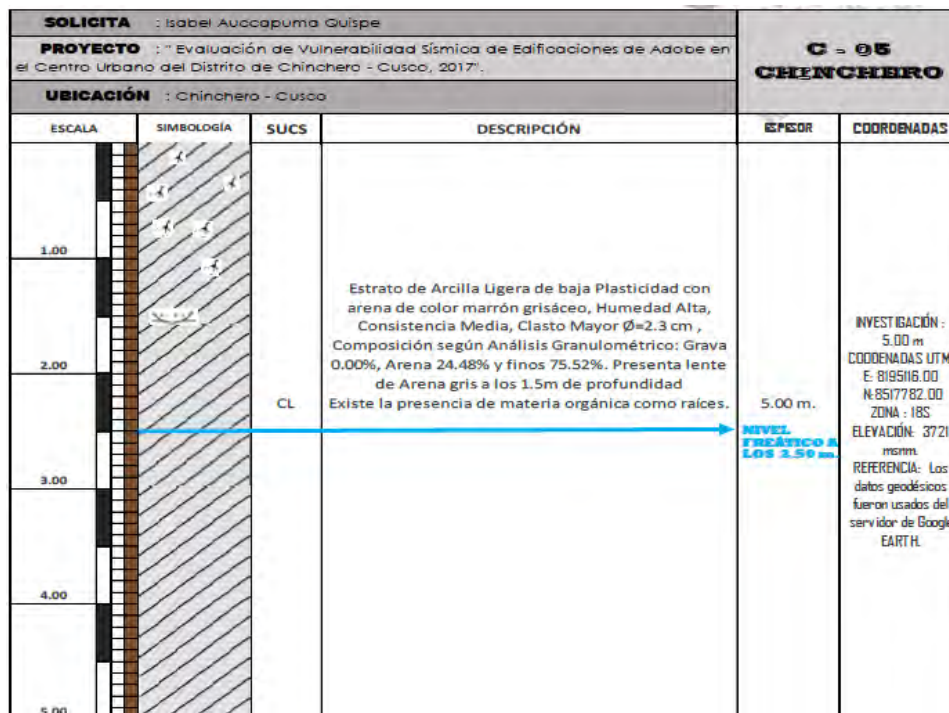 SOLICITA : Isabel Auccapuma Quispe
PROYECTO : " Evaluación de Vulnerabilidad Sísmica de Edificaciones de Adobe en
el Centro Urbano del Distrito de Chinchero - Cusco, 2017".
UBICACIÓN : Chinchero - Cusco
C - 05
CHINCHERO
ESCALA SIMBOLOGÍA SUCS DESCRIPCIÓN ESPESOR COORDENADAS
1.00
2.00
3.00
4.00
5.00
CL
Estrato de Arcilla Ligera de baja Plasticidad con
arena de color marrón grisáceo, Humedad Alta,
Consistencia Media, Clasto Mayor Ø=2.3 cm ,
Composición según Análisis Granulométrico: Grava
0.00%, Arena 24.48% y finos 75.52%. Presenta lente
de Arena gris a los 1.5m de profundidad
Existe la presencia de materia orgánica como raíces.
5.00 m.
NIVEL
FREÁTICO A
LOS 2.50 m.
INVESTIGACIÓN :
5.00 m
COODENADAS UTM
E: 8195116.00
N:8517782.00
ZONA : 18S
ELEVACIÓN: 3721
msnm.
REFERENCIA: Los
datos geodésicos
fueron usados del
servidor de Google
EARTH.